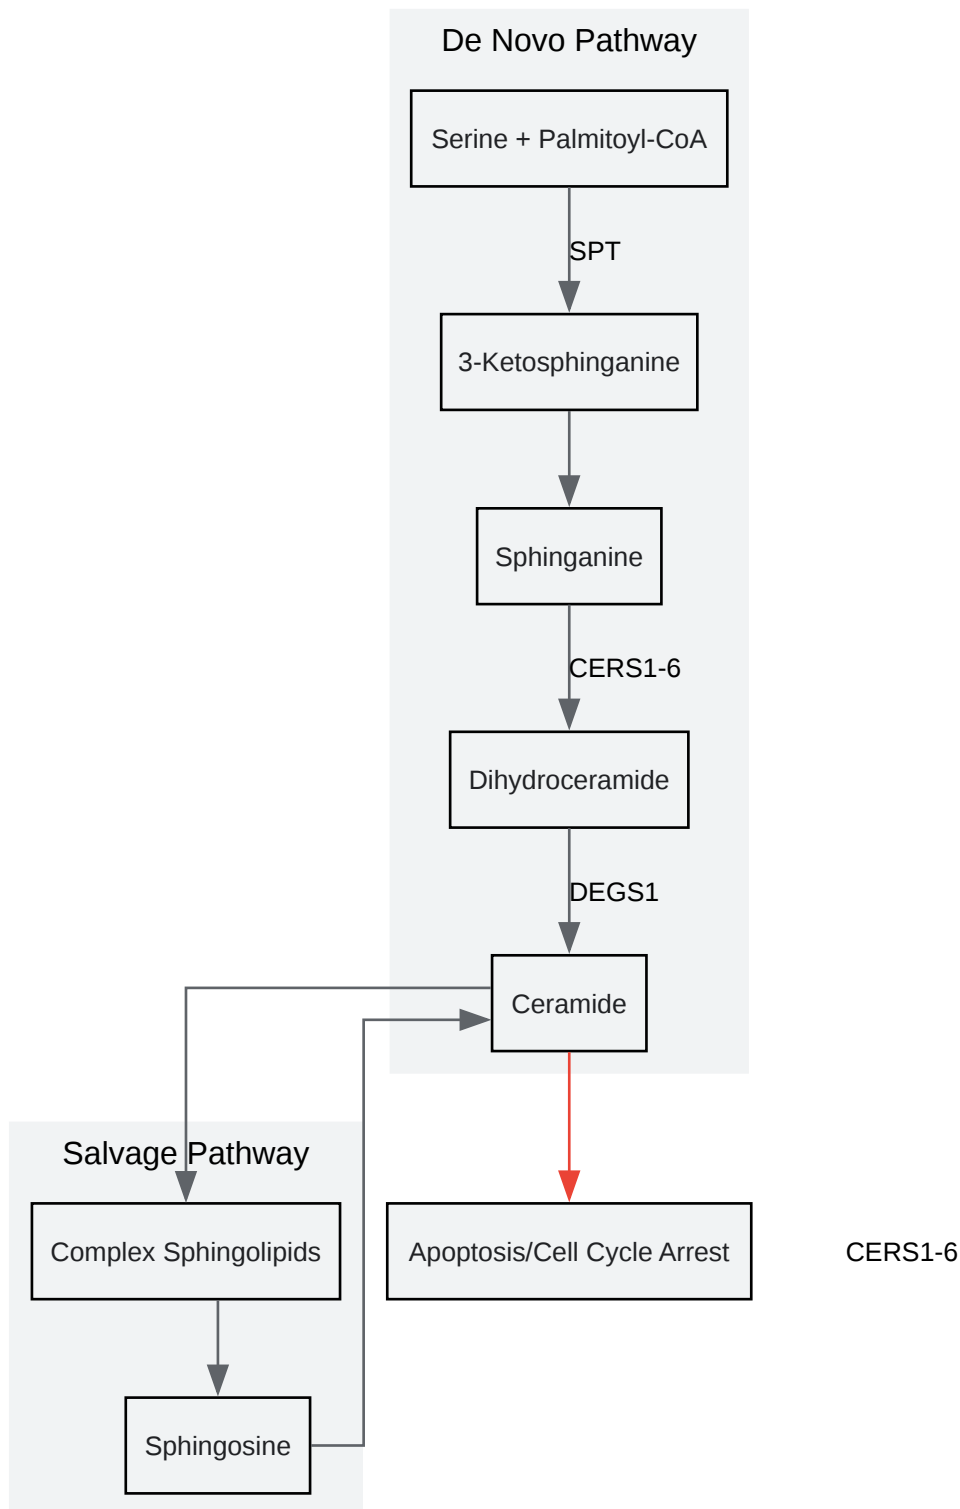 De Novo Pathway
Serine + Palmitoyl-CoA
SPT
3-Ketosphinganine
Sphinganine
CERS1-6
Dihydroceramide
DEGS1
Ceramide
Salvage Pathway
Complex Sphingolipids
Apoptosis/Cell Cycle Arrest
CERS1-6
Sphingosine